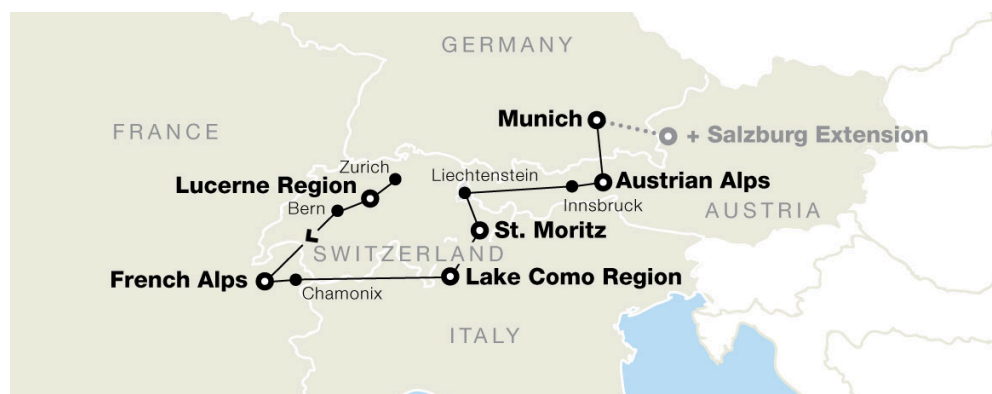 GERMANY
Munich
+ Salzburg Extension
FRANCE
Zurich
Liechtenstein
Lucerne Region
Austrian Alps
Innsbruck
Bern
AUSTRIA
St. Moritz
SWITZERLAND
French Alps
Lake Como Region
Chamonix
ITALY